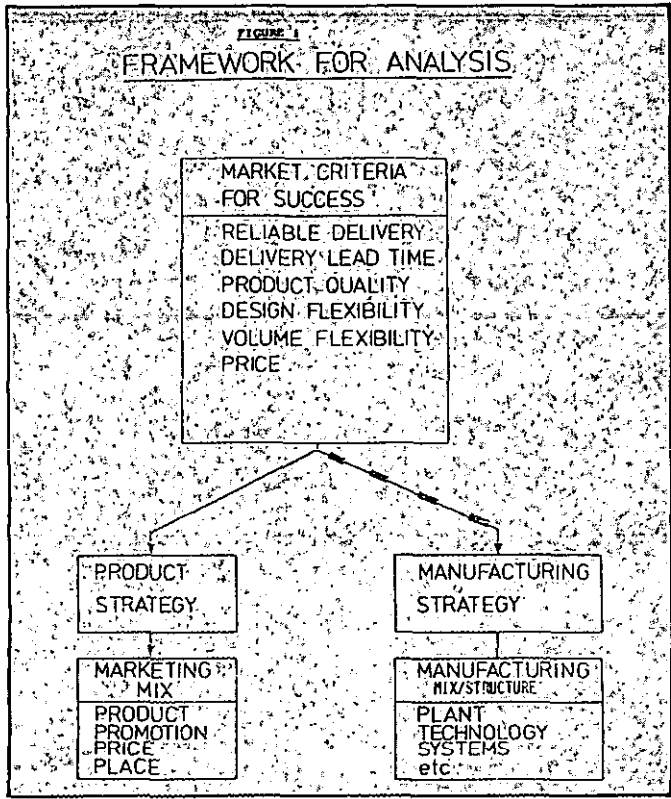 FIGURE 1
FRAMEWORK FOR ANALYSIS
MARKET CRITERIA
FOR SUCCESS
RELIABLE DELIVERY
DELIVERY LEAD TIME
PRODUCT QUALITY
DESIGN FLEXIBILITY
VOLUME FLEXIBILITY
PRICE
PRODUCT
STRATEGY
MARKETING
MIX
PRODUCT
PROMOTION
PRICE
PLACE
MANUFACTURING
STRATEGY
MANUFACTURING
MIX/STRUCTURE
PLANT
TECHNOLOGY
SYSTEMS
etc